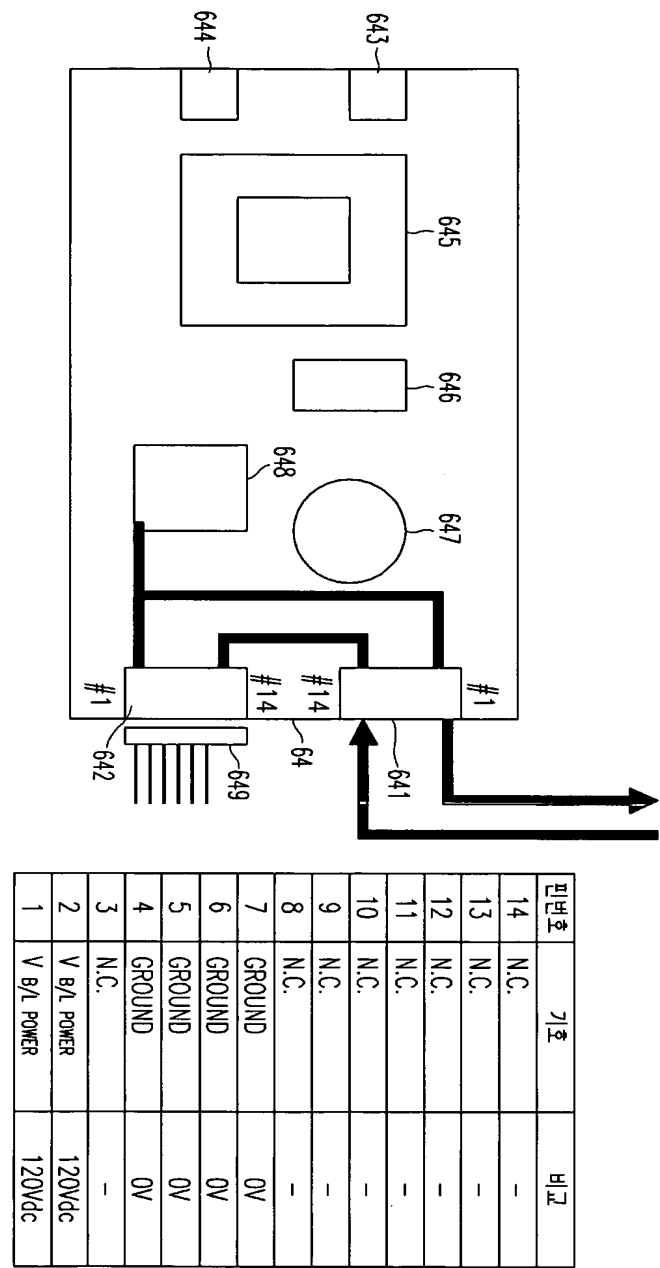 #1
643
645
646
647
641
#14
64
648
#14
649
644
642
#1
핀번호 기호 비고
14 N.C. -
13 N.C. -
12 N.C. -
11 N.C. -
10 N.C. -
9 N.C. -
8 N.C. -
7 GROUND 0V
6 GROUND 0V
5 GROUND 0V
4 GROUND 0V
3 N.C. -
2 V B/L POWER 120Vdc
1 V B/L POWER 120Vdc